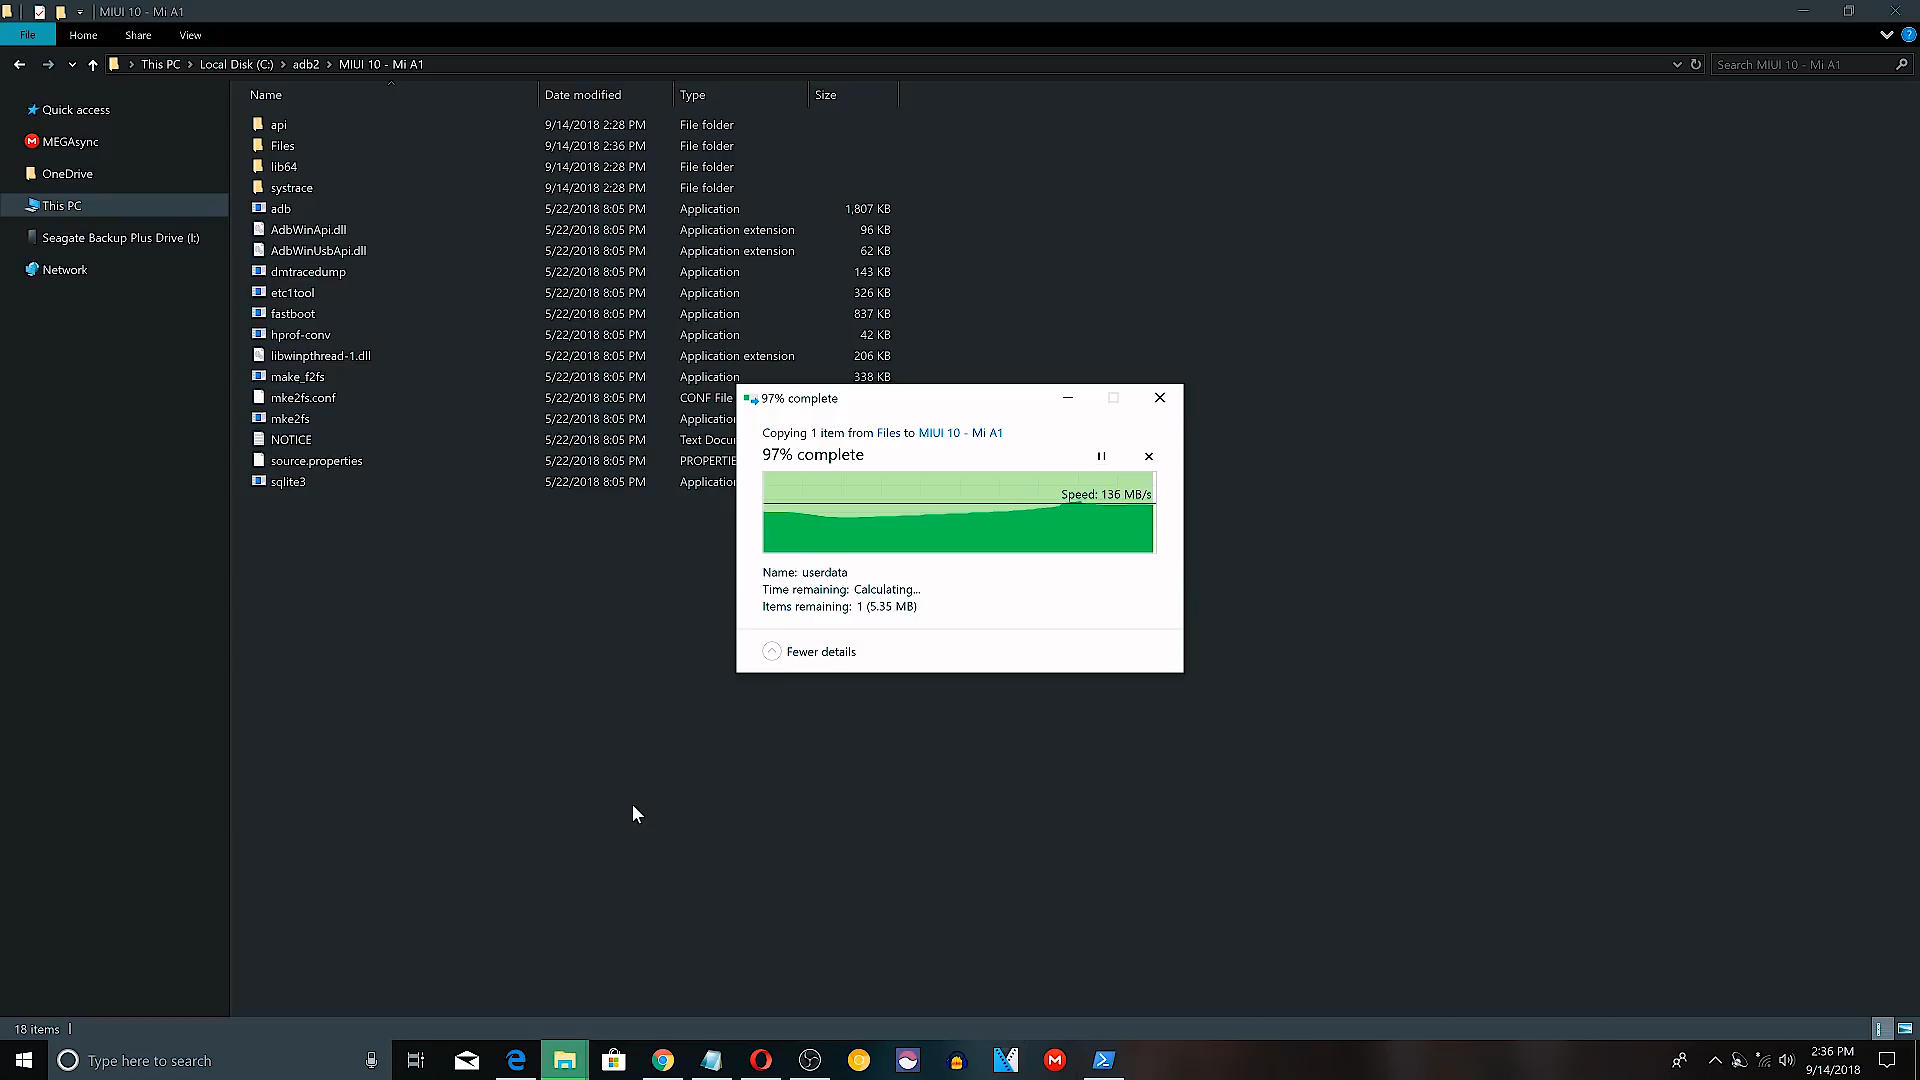 MIUI 10 - Mi A1
File Home Share View
This PC Local Disk (C:) adb2 MIUI 10 - Mi A1
Search MIUI 10 - Mi A1
Quick access
MEGAsync
OneDrive
This PC
Seagate Backup Plus Drive (I:)
Network
Name Date modified Type Size
api 9/14/2018 2:28 PM File folder
Files 9/14/2018 2:36 PM File folder
lib64 9/14/2018 2:28 PM File folder
systrace 9/14/2018 2:28 PM File folder
adb 5/22/2018 8:05 PM Application 1,807 KB
AdbWinApi.dll 5/22/2018 8:05 PM Application extension 96 KB
AdbWinUsbApi.dll 5/22/2018 8:05 PM Application extension 62 KB
dmtracedump 5/22/2018 8:05 PM Application 143 KB
etc1tool 5/22/2018 8:05 PM Application 326 KB
fastboot 5/22/2018 8:05 PM Application 837 KB
hprof-conv 5/22/2018 8:05 PM Application 42 KB
libwinpthread-1.dll 5/22/2018 8:05 PM Application extension 206 KB
make_f2fs 5/22/2018 8:05 PM Application 338 KB
mke2fs.conf 5/22/2018 8:05 PM CONF File
mke2fs 5/22/2018 8:05 PM Applicatio
NOTICE 5/22/2018 8:05 PM Text Docu
source.properties 5/22/2018 8:05 PM PROPERTIE
sqlite3 5/22/2018 8:05 PM Applicatio
97% complete
Copying 1 item from Files to MIUI 10 - Mi A1
97% complete
Speed: 136 MB/s
Name: userdata
Time remaining: Calculating...
Items remaining: 1 (5.35 MB)
Fewer details
18 items
Type here to search
2:36 PM
9/14/2018